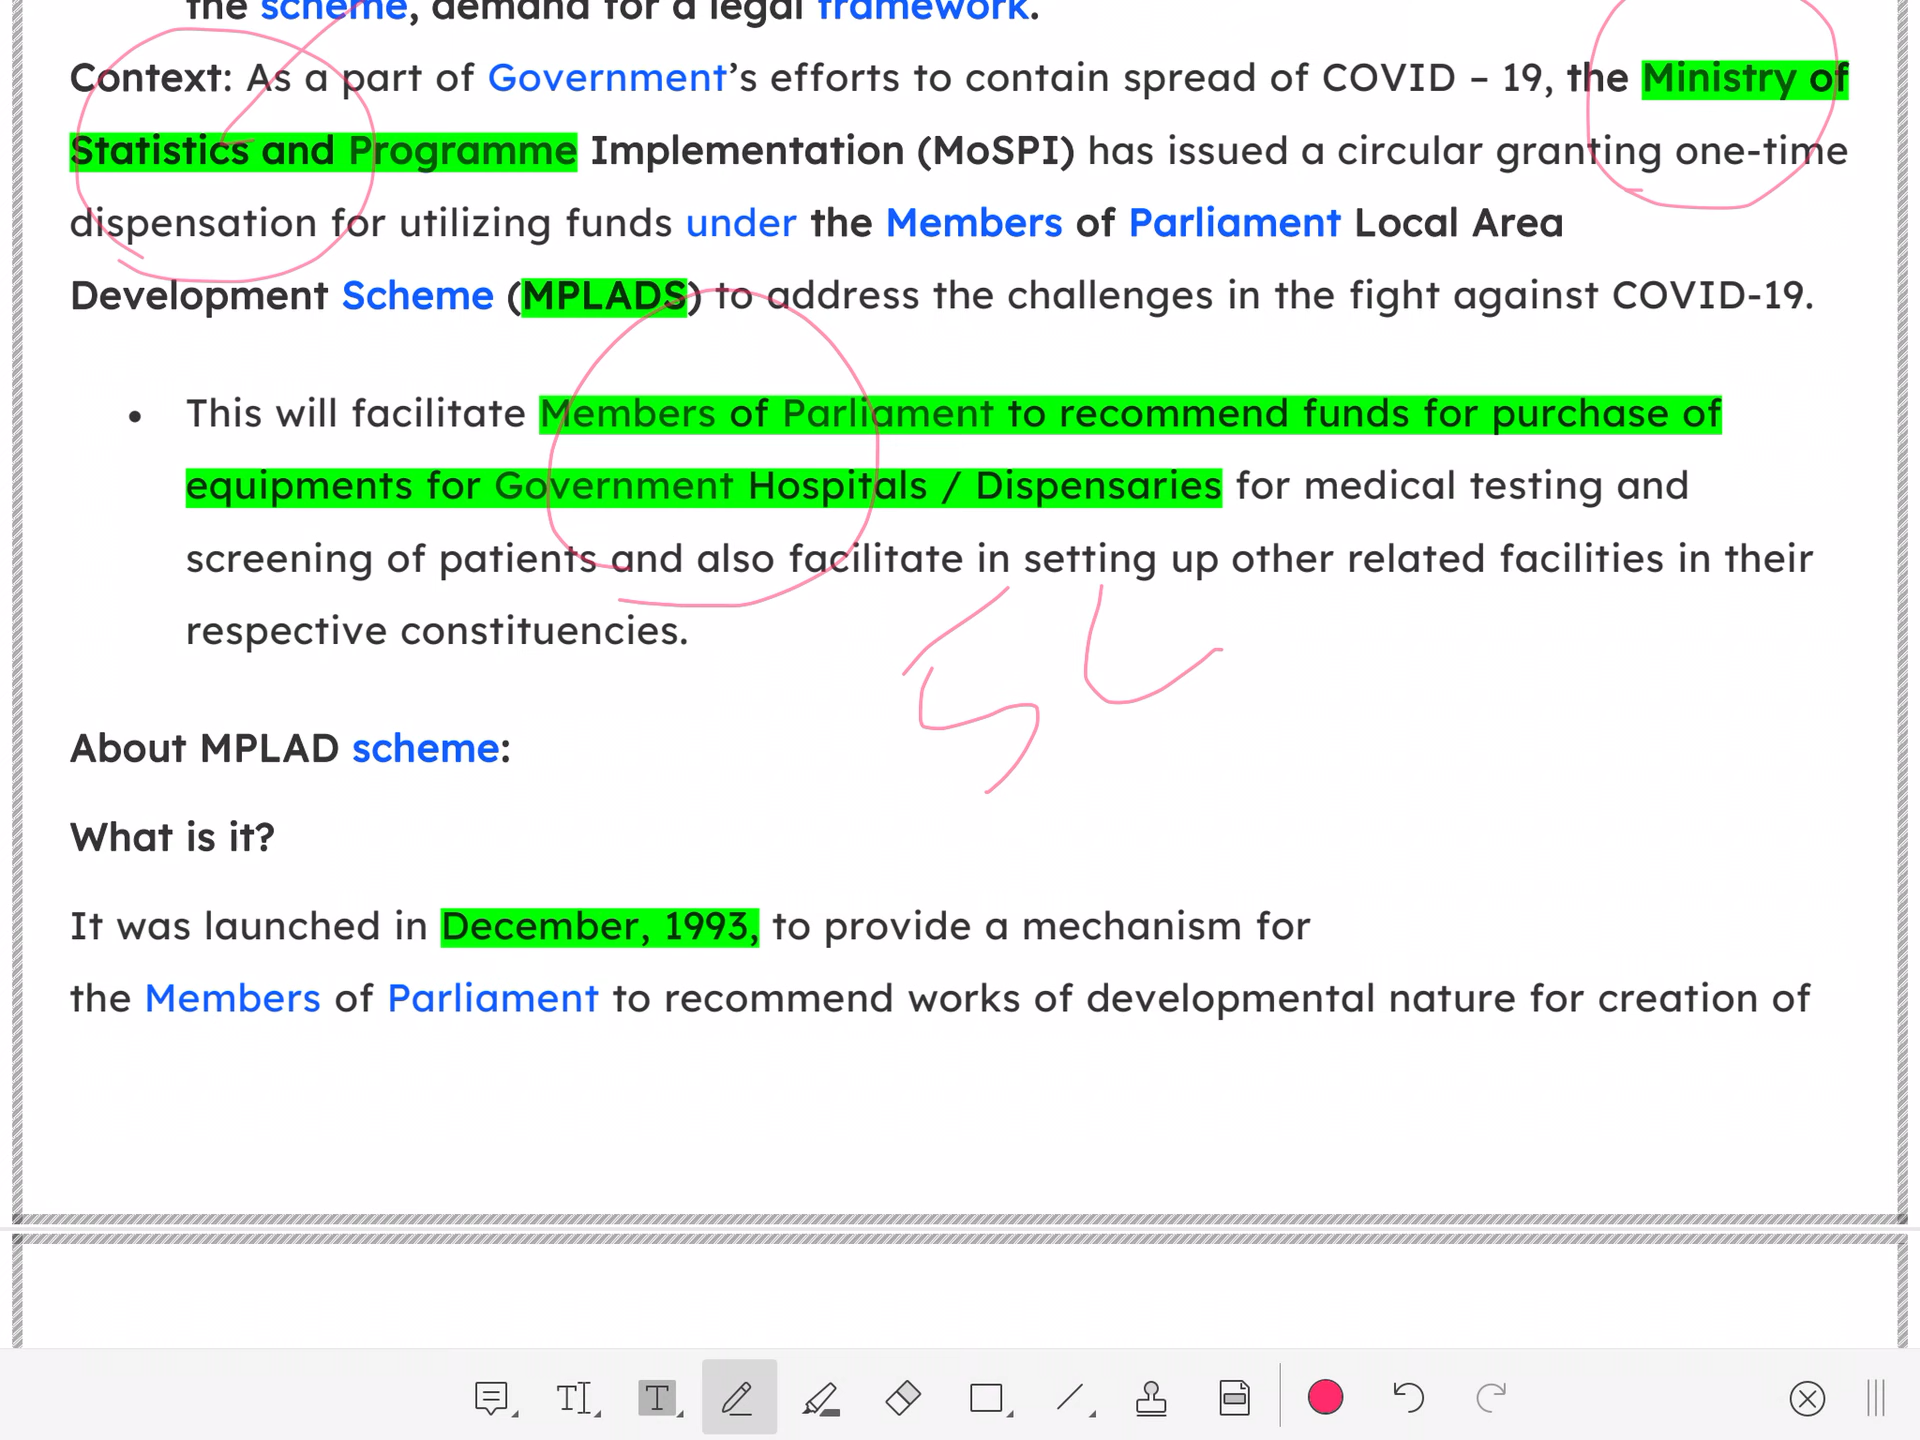 the scheme, demand for a legal framework.
Context: As a part of Government’s efforts to contain spread of COVID – 19, the Ministry of
Statistics and Programme Implementation (MoSPI) has issued a circular granting one-time
dispensation for utilizing funds under the Members of Parliament Local Area
Development Scheme (MPLADS) to address the challenges in the fight against COVID-19.
• This will facilitate Members of Parliament to recommend funds for purchase of
equipments for Government Hospitals / Dispensaries for medical testing and
screening of patients and also facilitate in setting up other related facilities in their
respective constituencies.
5L
About MPLAD scheme:
What is it?
It was launched in December, 1993, to provide a mechanism for
the Members of Parliament to recommend works of developmental nature for creation of